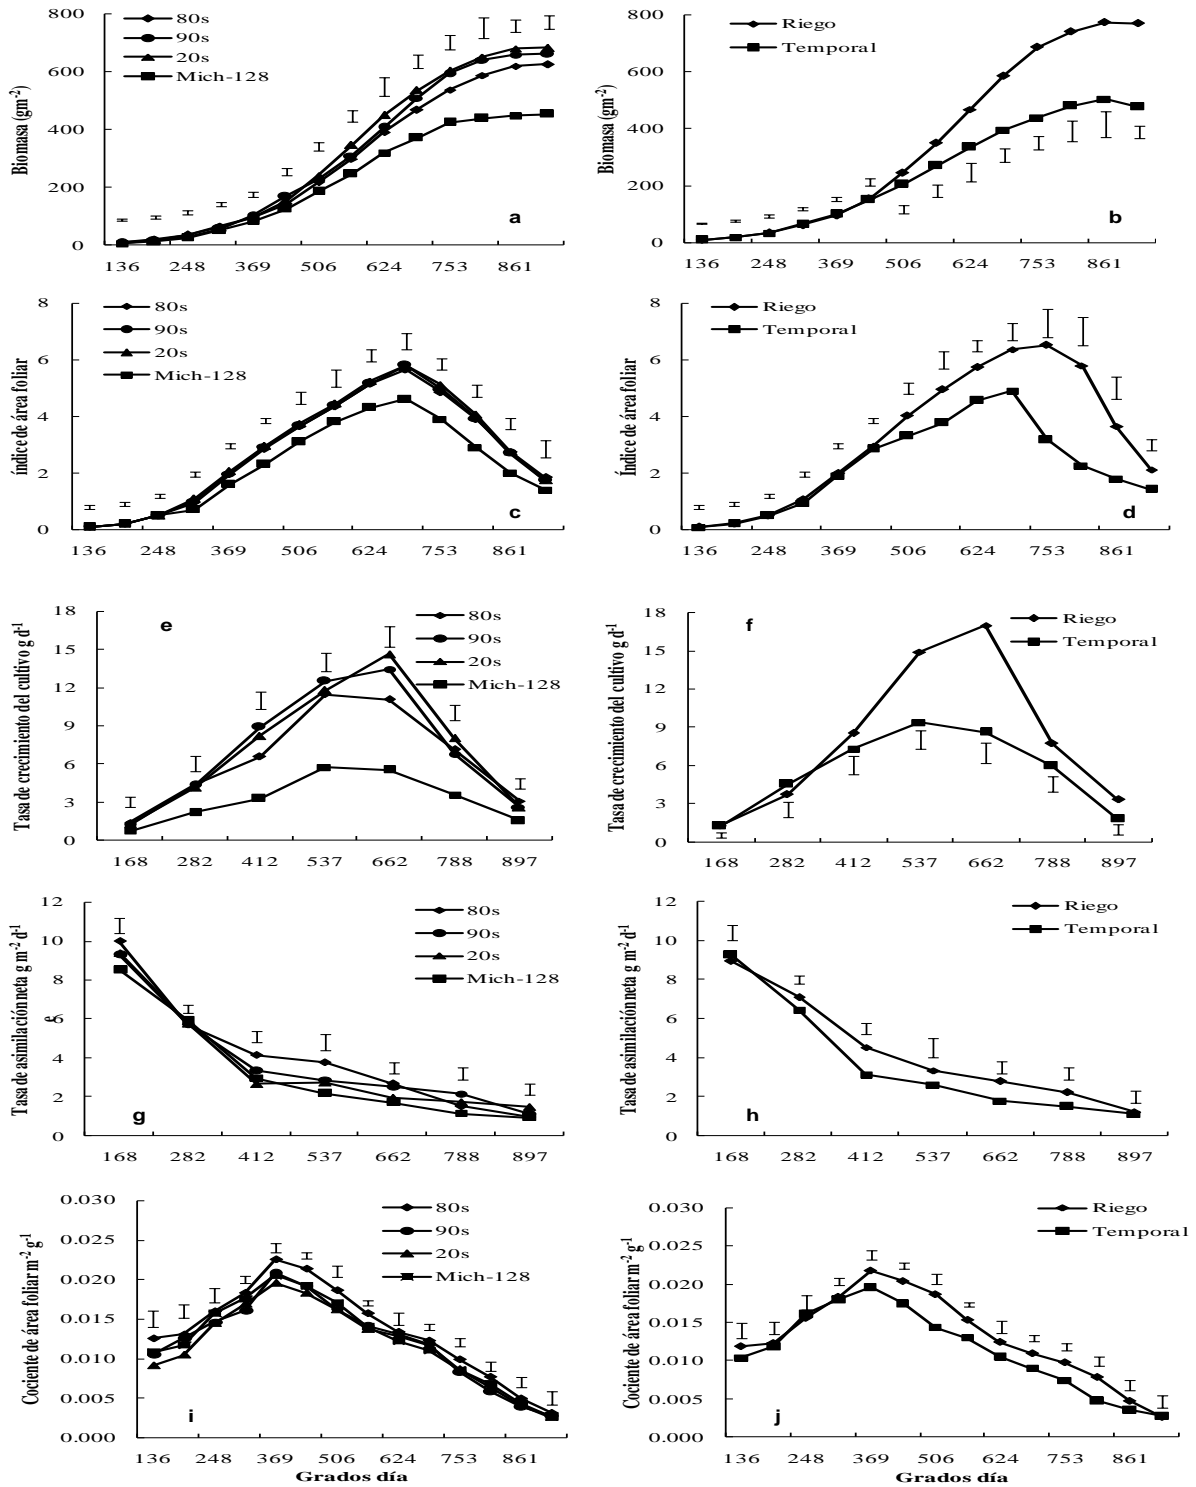 80s
90s
20s
Mich-128
Biomasa (gm-2)
800
600
400
200
0
a
136 248 369 506 624 753 861
Riego
Temporal
Biomasa (gm-2)
800
600
400
200
0
b
136 248 369 506 624 753 861
80s
90s
20s
Mich-128
índice de área foliar
8
6
4
2
0
c
136 248 369 506 624 753 861
Riego
Temporal
Índice de área foliar
8
6
4
2
0
d
136 248 369 506 624 753 861
80s
90s
20s
Mich-128
Tasa de crecimiento del cultivo g d-1
18
15
12
9
6
3
0
e
168 282 412 537 662 788 897
Riego
Temporal
Tasa de crecimiento del cultivo g d-1
18
15
12
9
6
3
0
f
168 282 412 537 662 788 897
80s
90s
20s
Mich-128
Tasa de asimilación neta g m-2 d-1
g
12
10
8
6
4
2
0
g
168 282 412 537 662 788 897
Riego
Temporal
Tasa de asimilación neta g m-2 d-1
12
10
8
6
4
2
0
h
168 282 412 537 662 788 897
80s
90s
20s
Mich-128
Cociente de área foliar m-2 g-1
0.030
0.025
0.020
0.015
0.010
0.005
0.000
i
136 248 369 506 624 753 861
Grados día
Riego
Temporal
Cociente de área foliar m-2 g-1
0.030
0.025
0.020
0.015
0.010
0.005
0.000
j
136 248 369 506 624 753 861
Grados día